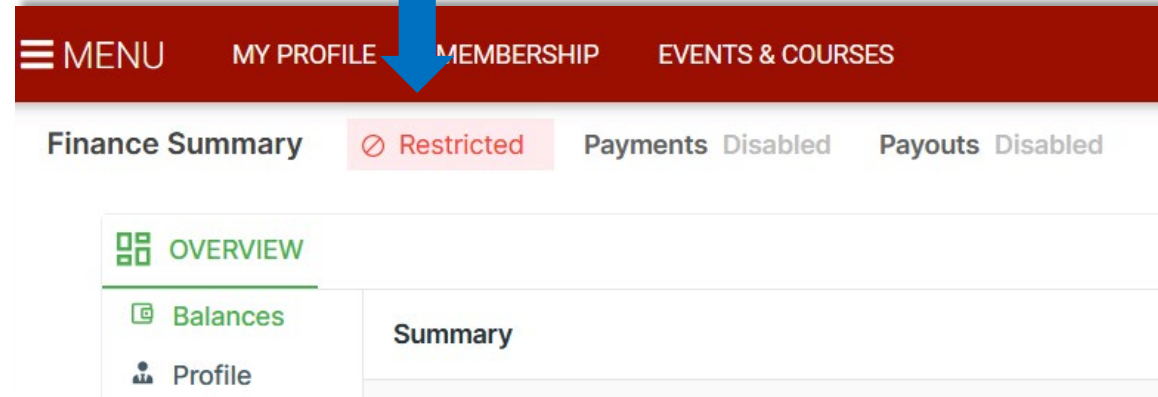 MENU MY PROFILE MEMBERSHIP EVENTS & COURSES
Finance Summary Restricted Payments Disabled Payouts Disabled
OVERVIEW
Balances
Summary
Profile